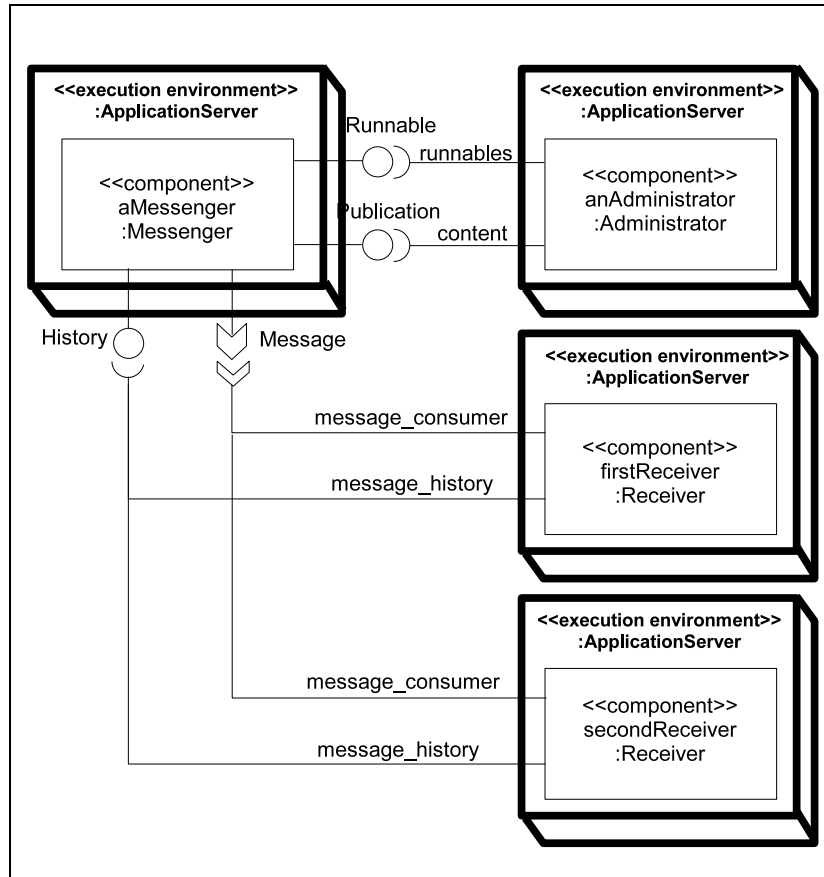 <<execution environment>>
:ApplicationServer
<<component>>
aMessenger
:Messenger
Runnable
runnables
Publication
content
<<execution environment>>
:ApplicationServer
<<component>>
anAdministrator
:Administrator
History
Message
<<execution environment>>
:ApplicationServer
message_consumer
<<component>>
firstReceiver
:Receiver
message_history
<<execution environment>>
:ApplicationServer
message_consumer
<<component>>
secondReceiver
:Receiver
message_history